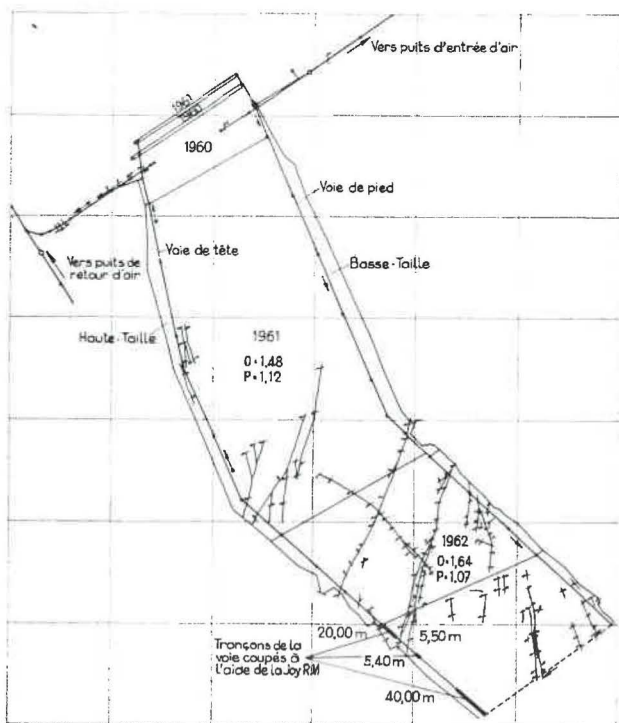 Vers puits d'entrée d'air
1961
1960
1960
Voie de pied
Voie de tête
Basse-Taille
Vers puits de
retour d'air
Haute-Taille
1961
O=1,48
P=1,12
1962
O=1,64
P=1,07
20,00 m
5,50 m
Tronçons de la
voie coupés à
l'aide de la Joy RM
5,40 m
40,00 m